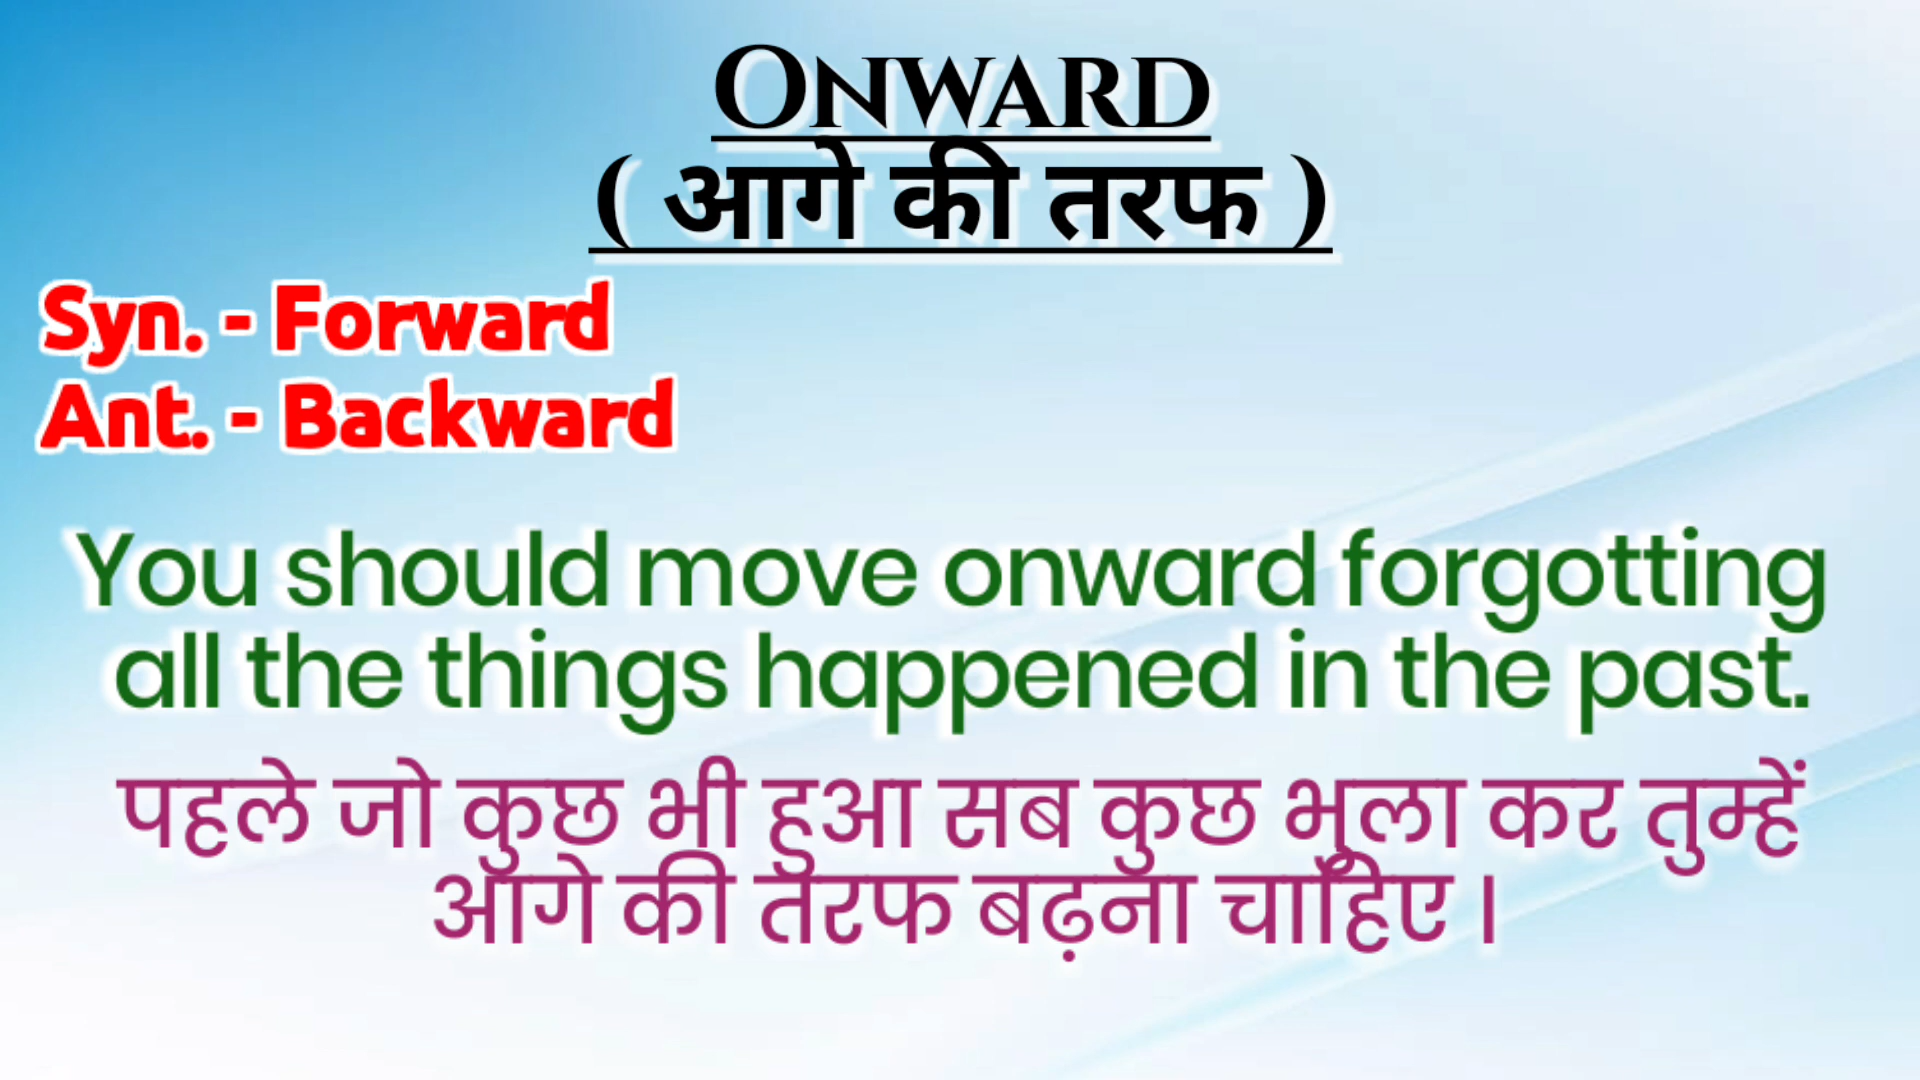 ONWARD
( आगे की तरफ )
Syn. - Forward
Ant. - Backward
You should move onward forgotting
all the things happened in the past.
पहले जो कुछ भी हुआ सब कुछ भुला कर तुम्हें
आगे की तरफ बढ़ना चाहिए ।